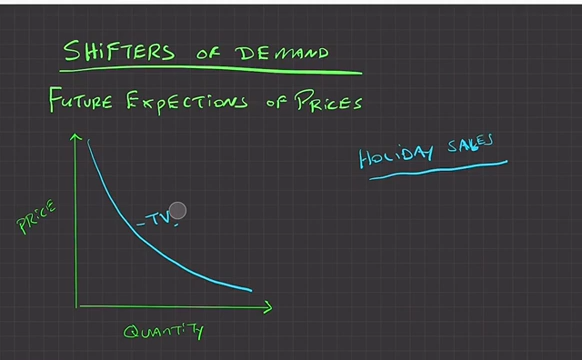 SHIFTERS OF DEMAND
FUTURE EXPECTIONS OF PRICES
HOLIDAY SALES
PRICE
- TV
QUANTITY